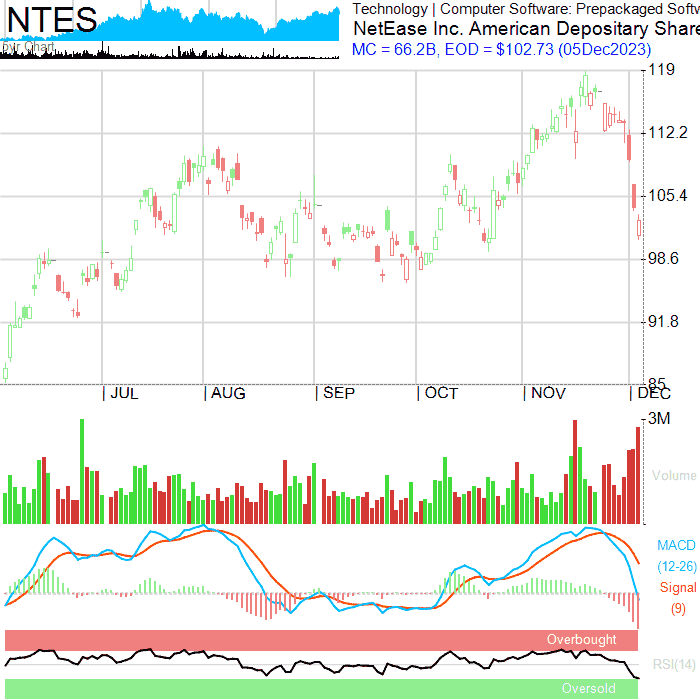 NTES
5yr Chart
Technology | Computer Software: Prepackaged Softw
NetEase Inc. American Depositary Share
MC = 66.2B, EOD = $102.73 (05Dec2023)
119
112.2
105.4
98.6
91.8
85
| JUL | AUG | SEP | OCT | NOV | DEC
3M
Volume
MACD
(12-26)
Signal
(9)
Overbought
RSI(14)
Oversold